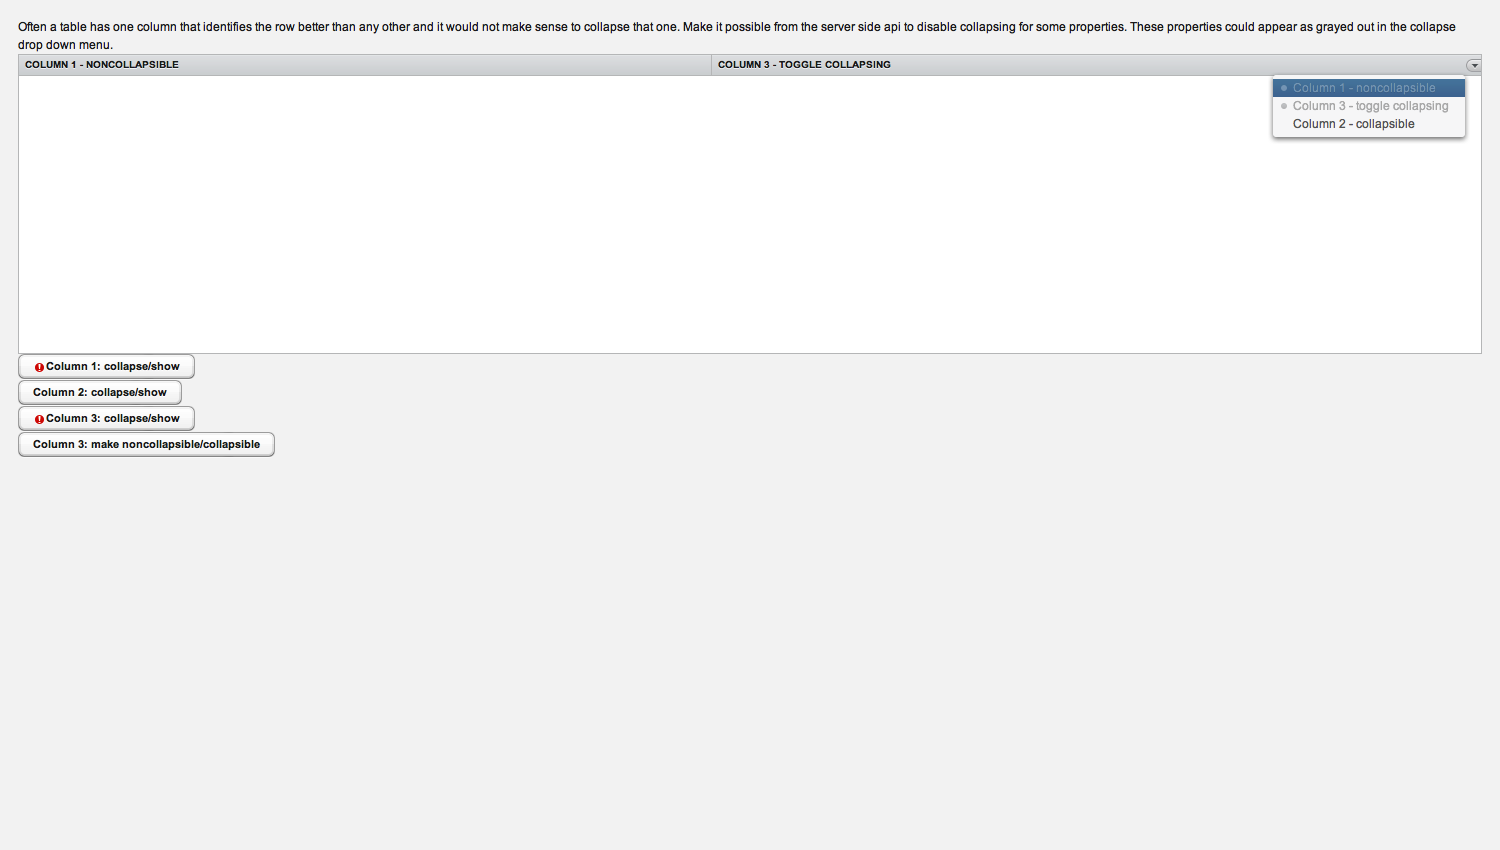 Often a table has one column that identifies the row better than any other and it would not make sense to collapse that one. Make it possible from the server side api to disable collapsing for some properties. These properties could appear as grayed out in the collapse
drop down menu.
COLUMN 1 - NONCOLLAPSIBLE
COLUMN 3 - TOGGLE COLLAPSING
Column 1 - noncollapsible
Column 3 - toggle collapsing
Column 2 - collapsible
Column 1: collapse/show
Column 2: collapse/show
Column 3: collapse/show
Column 3: make noncollapsible/collapsible